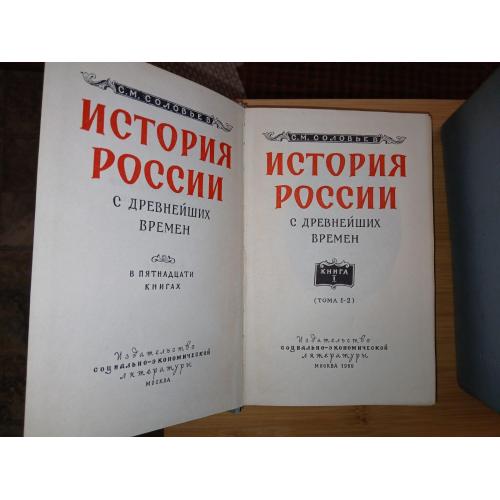 С.М. СОЛОВЬЕВ
ИСТОРИЯ
РОССИИ
С ДРЕВНЕЙШИХ
ВРЕМЕН
В ПЯТНАДЦАТИ
КНИГАХ
Издательство
социально-экономической
литературы
МОСКВА
С.М. СОЛОВЬЕВ
ИСТОРИЯ
РОССИИ
С ДРЕВНЕЙШИХ
ВРЕМЕН
КНИГА
I
(ТОМА 1-2)
Издательство
социально-экономической
литературы
МОСКВА 1959